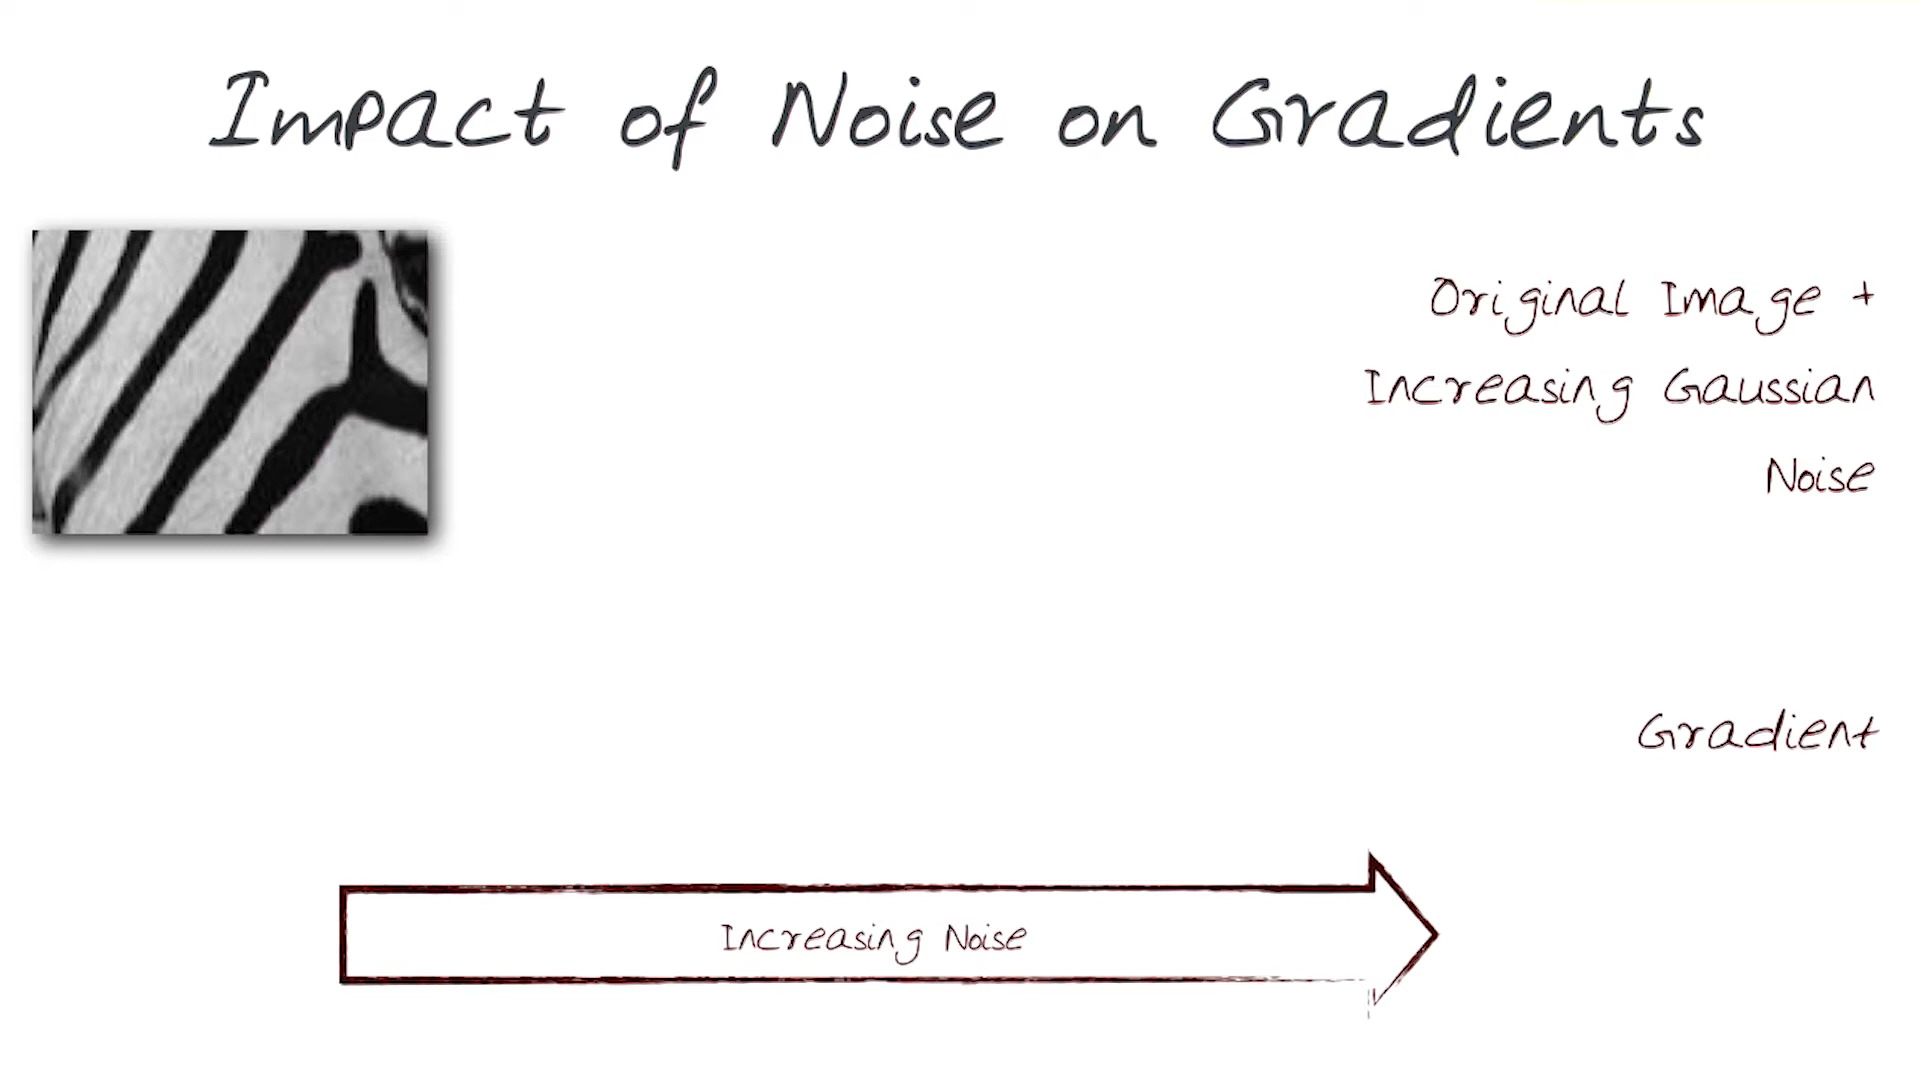 Impact of Noise on Gradients
Original Image +
Increasing Gaussian
Noise
Gradient
Increasing Noise